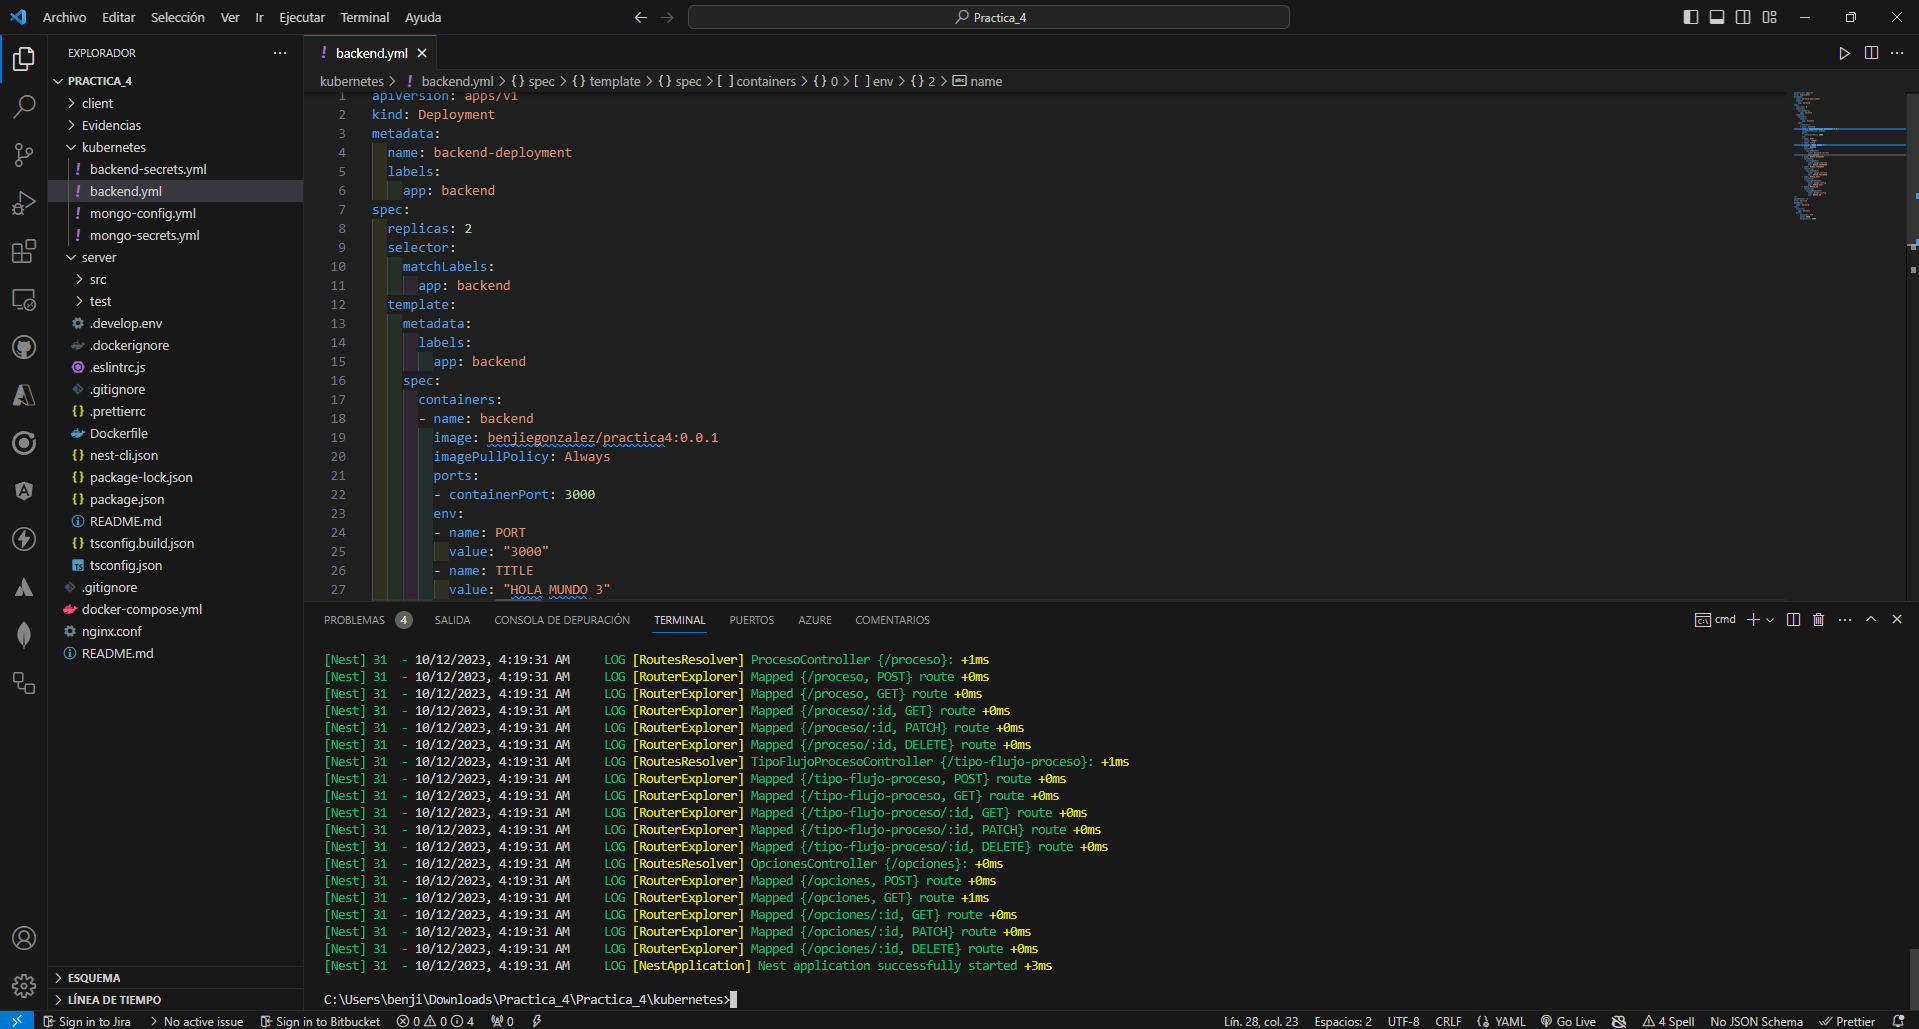 Archivo Editar Selección Ver Ir Ejecutar Terminal Ayuda
Practica_4
EXPLORADOR
PRACTICA_4
client
Evidencias
kubernetes
backend-secrets.yml
backend.yml
mongo-config.yml
mongo-secrets.yml
server
src
test
.develop.env
.dockerignore
.eslintrc.js
.gitignore
.prettierrc
Dockerfile
nest-cli.json
package-lock.json
package.json
README.md
tsconfig.build.json
tsconfig.json
.gitignore
docker-compose.yml
nginx.conf
README.md
ESQUEMA
LÍNEA DE TIEMPO
backend.yml
kubernetes > ! backend.yml > {} spec > {} template > {} spec > [ ] containers > {} 0 > [ ] env > {} 2 > name
1 apiVersion: apps/v1
2 kind: Deployment
3 metadata:
4 name: backend-deployment
5 labels:
6 app: backend
7 spec:
8 replicas: 2
9 selector:
10 matchLabels:
11 app: backend
12 template:
13 metadata:
14 labels:
15 app: backend
16 spec:
17 containers:
18 - name: backend
19 image: benjiegonzalez/practica4:0.0.1
20 imagePullPolicy: Always
21 ports:
22 - containerPort: 3000
23 env:
24 - name: PORT
25 value: "3000"
26 - name: TITLE
27 value: "HOLA MUNDO 3"
PROBLEMAS 4 SALIDA CONSOLA DE DEPURACIÓN TERMINAL PUERTOS AZURE COMENTARIOS
cmd
[Nest] 31 - 10/12/2023, 4:19:31 AM LOG [RoutesResolver] ProcesoController {/proceso}: +1ms
[Nest] 31 - 10/12/2023, 4:19:31 AM LOG [RouterExplorer] Mapped {/proceso, POST} route +0ms
[Nest] 31 - 10/12/2023, 4:19:31 AM LOG [RouterExplorer] Mapped {/proceso, GET} route +0ms
[Nest] 31 - 10/12/2023, 4:19:31 AM LOG [RouterExplorer] Mapped {/proceso/:id, GET} route +0ms
[Nest] 31 - 10/12/2023, 4:19:31 AM LOG [RouterExplorer] Mapped {/proceso/:id, PATCH} route +0ms
[Nest] 31 - 10/12/2023, 4:19:31 AM LOG [RouterExplorer] Mapped {/proceso/:id, DELETE} route +0ms
[Nest] 31 - 10/12/2023, 4:19:31 AM LOG [RoutesResolver] TipoFlujoProcesoController {/tipo-flujo-proceso}: +1ms
[Nest] 31 - 10/12/2023, 4:19:31 AM LOG [RouterExplorer] Mapped {/tipo-flujo-proceso, POST} route +0ms
[Nest] 31 - 10/12/2023, 4:19:31 AM LOG [RouterExplorer] Mapped {/tipo-flujo-proceso, GET} route +0ms
[Nest] 31 - 10/12/2023, 4:19:31 AM LOG [RouterExplorer] Mapped {/tipo-flujo-proceso/:id, GET} route +0ms
[Nest] 31 - 10/12/2023, 4:19:31 AM LOG [RouterExplorer] Mapped {/tipo-flujo-proceso/:id, PATCH} route +0ms
[Nest] 31 - 10/12/2023, 4:19:31 AM LOG [RouterExplorer] Mapped {/tipo-flujo-proceso/:id, DELETE} route +0ms
[Nest] 31 - 10/12/2023, 4:19:31 AM LOG [RoutesResolver] OpcionesController {/opciones}: +0ms
[Nest] 31 - 10/12/2023, 4:19:31 AM LOG [RouterExplorer] Mapped {/opciones, POST} route +0ms
[Nest] 31 - 10/12/2023, 4:19:31 AM LOG [RouterExplorer] Mapped {/opciones, GET} route +1ms
[Nest] 31 - 10/12/2023, 4:19:31 AM LOG [RouterExplorer] Mapped {/opciones/:id, GET} route +0ms
[Nest] 31 - 10/12/2023, 4:19:31 AM LOG [RouterExplorer] Mapped {/opciones/:id, PATCH} route +0ms
[Nest] 31 - 10/12/2023, 4:19:31 AM LOG [RouterExplorer] Mapped {/opciones/:id, DELETE} route +0ms
[Nest] 31 - 10/12/2023, 4:19:31 AM LOG [NestApplication] Nest application successfully started +3ms
C:\Users\benji\Downloads\Practica_4\Practica_4\kubernetes>
Sign in to Jira No active issue Sign in to Bitbucket 0 0 4 0 Lín. 28, col. 23 Espacios: 2 UTF-8 CRLF YAML Go Live 4 Spell No JSON Schema Prettier